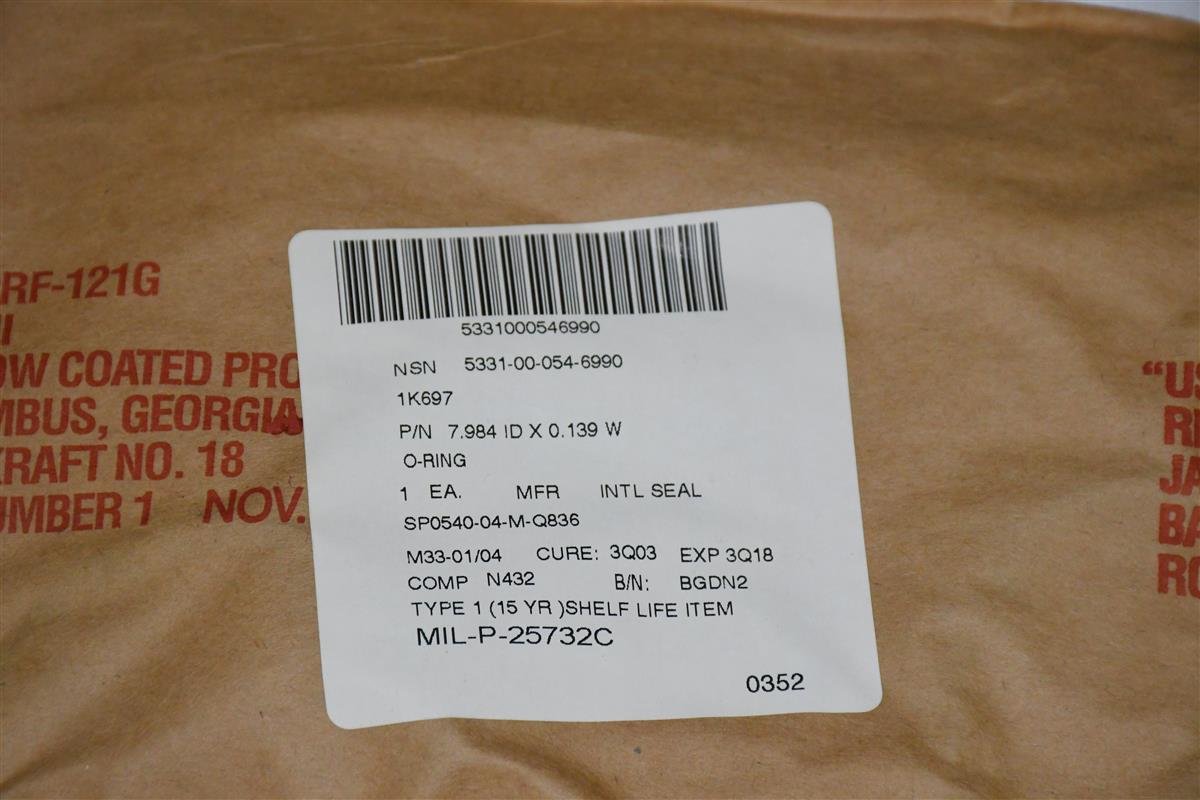 RF-121G
OW COATED PRO
MBUS, GEORGIA
KRAFT NO. 18
UMBER 1 NOV.
5331000546990
NSN 5331-00-054-6990
1K697
P/N 7.984 ID X 0.139 W
O-RING
1 EA. MFR INTL SEAL
SP0540-04-M-Q836
M33-01/04 CURE: 3Q03 EXP 3Q18
COMP N432 B/N: BGDN2
TYPE 1 (15 YR )SHELF LIFE ITEM
MIL-P-25732C
0352
"US
RE
JA
BA
RO